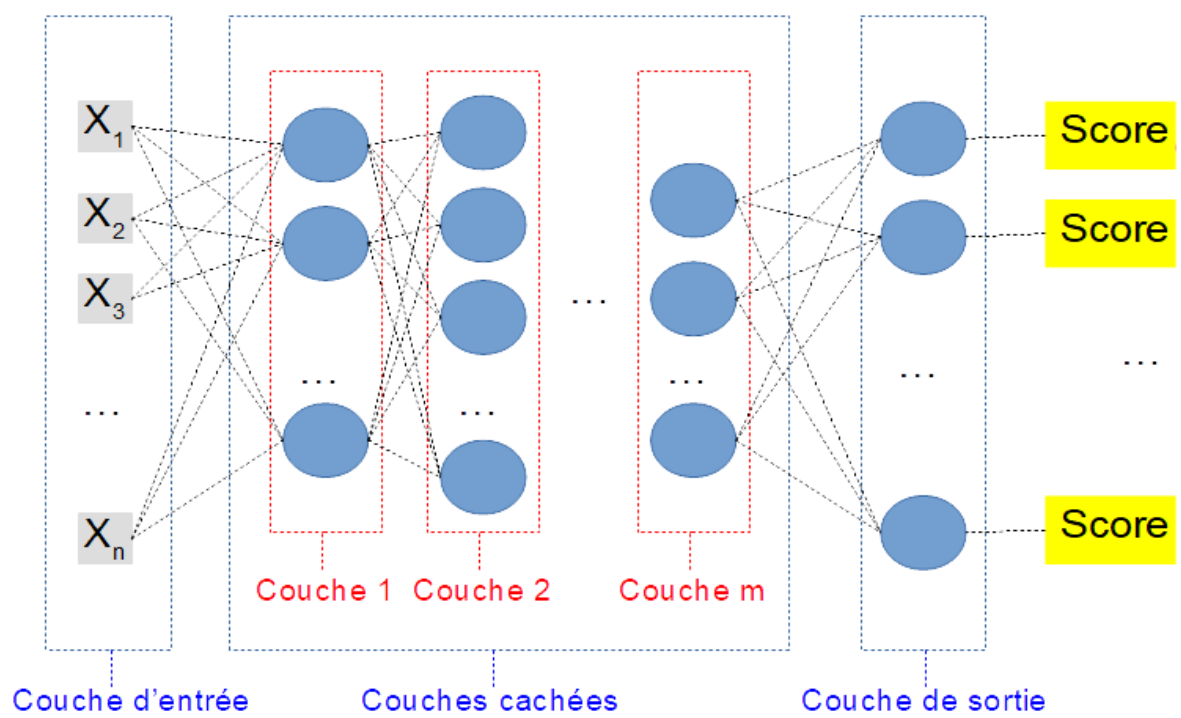 X1
X2
X3
...
Xn
...
...
...
...
...
Score
Score
...
Score
Couche 1
Couche 2
Couche m
Couche d'entrée
Couches cachées
Couche de sortie